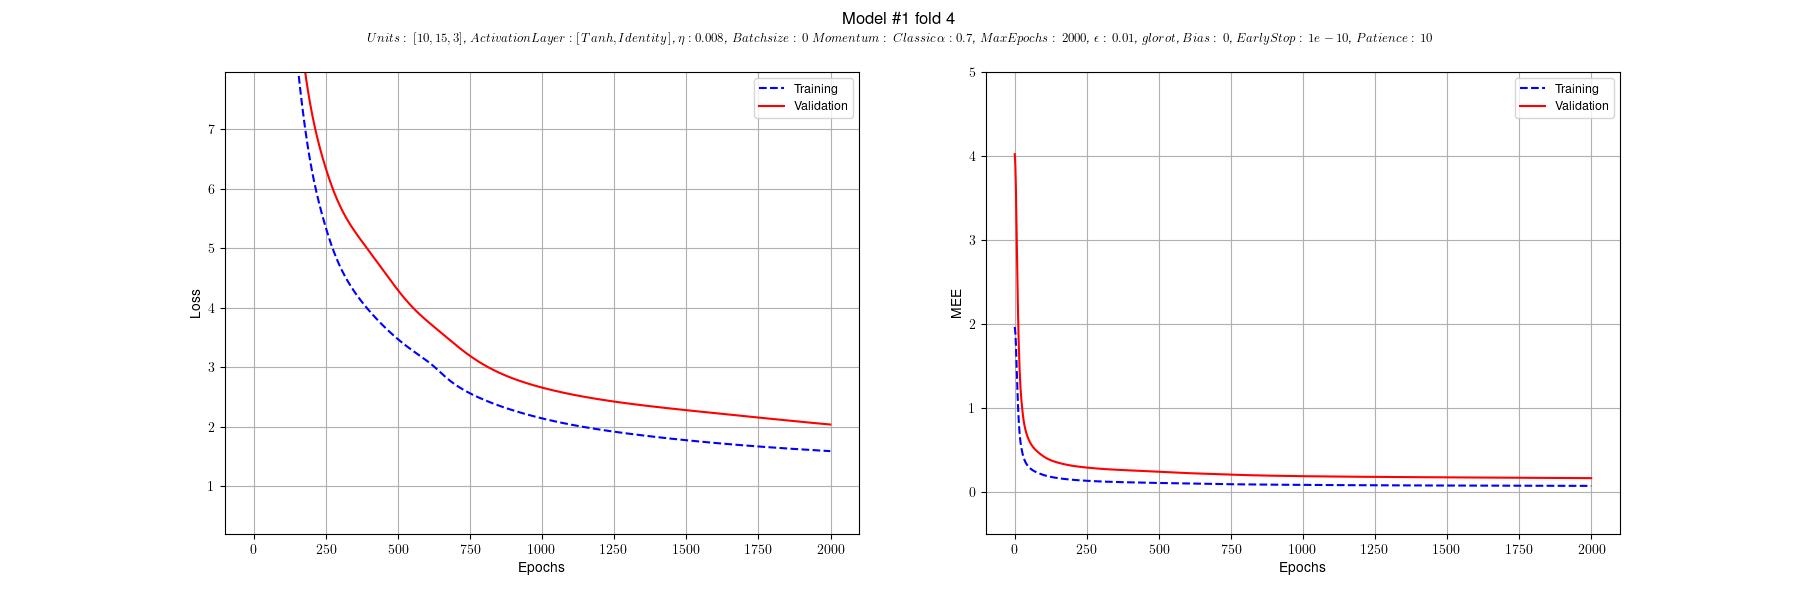 Model #1 fold 4
Units : [10, 15, 3], ActivationLayer : [Tanh, Identity], η : 0.008, Batchsize : 0 Momentum : Classicα : 0.7, MaxEpochs : 2000, ϵ : 0.01, glorot, Bias : 0, EarlyStop : 1e − 10, Patience : 10
Training
Validation
7
6
5
4
3
2
1
Loss
0 250 500 750 1000 1250 1500 1750 2000
Epochs
Training
Validation
5
4
3
2
1
0
MEE
0 250 500 750 1000 1250 1500 1750 2000
Epochs